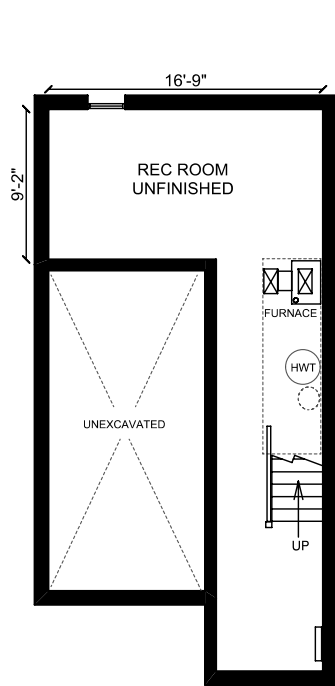 16'-9"
9'-2"
REC ROOM
UNFINISHED
FURNACE
HWT
UNEXCAVATED
UP